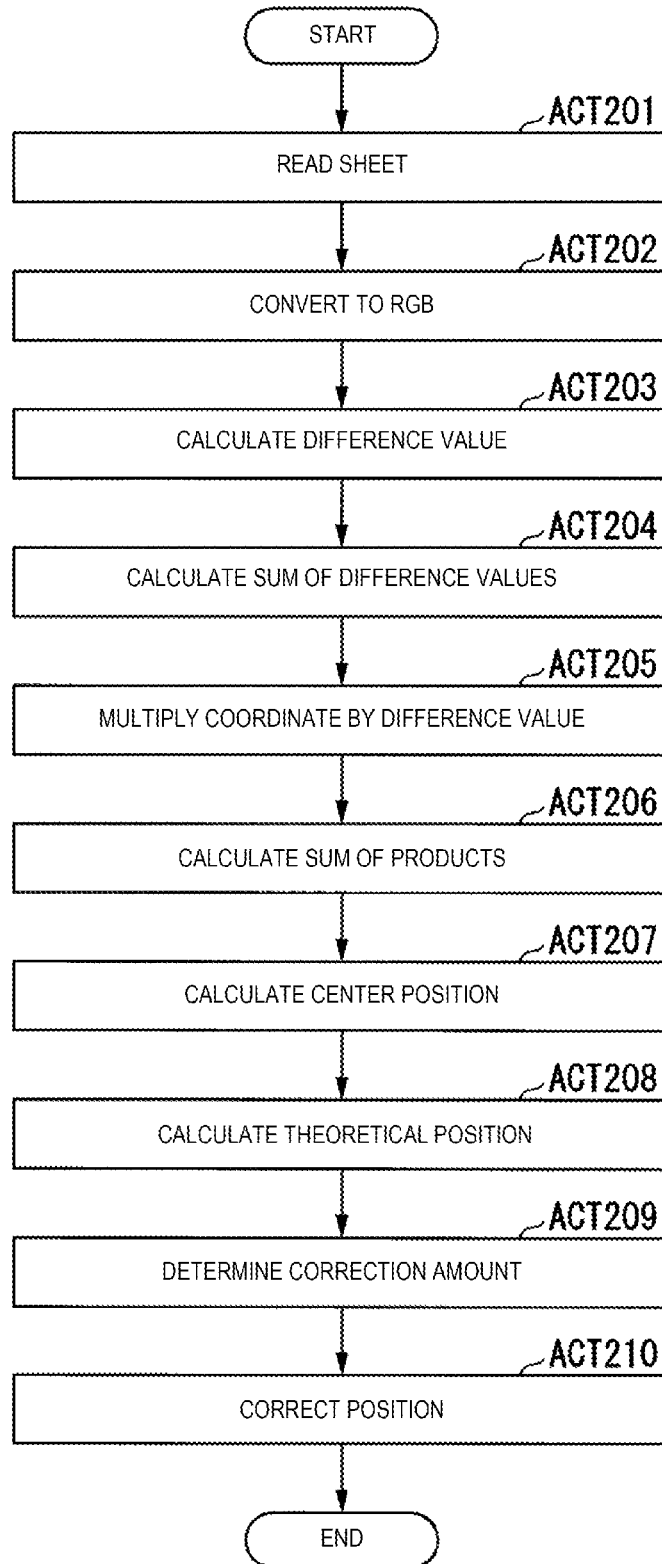 START
ACT201
READ SHEET
ACT202
CONVERT TO RGB
ACT203
CALCULATE DIFFERENCE VALUE
ACT204
CALCULATE SUM OF DIFFERENCE VALUES
ACT205
MULTIPLY COORDINATE BY DIFFERENCE VALUE
ACT206
CALCULATE SUM OF PRODUCTS
ACT207
CALCULATE CENTER POSITION
ACT208
CALCULATE THEORETICAL POSITION
ACT209
DETERMINE CORRECTION AMOUNT
ACT210
CORRECT POSITION
END